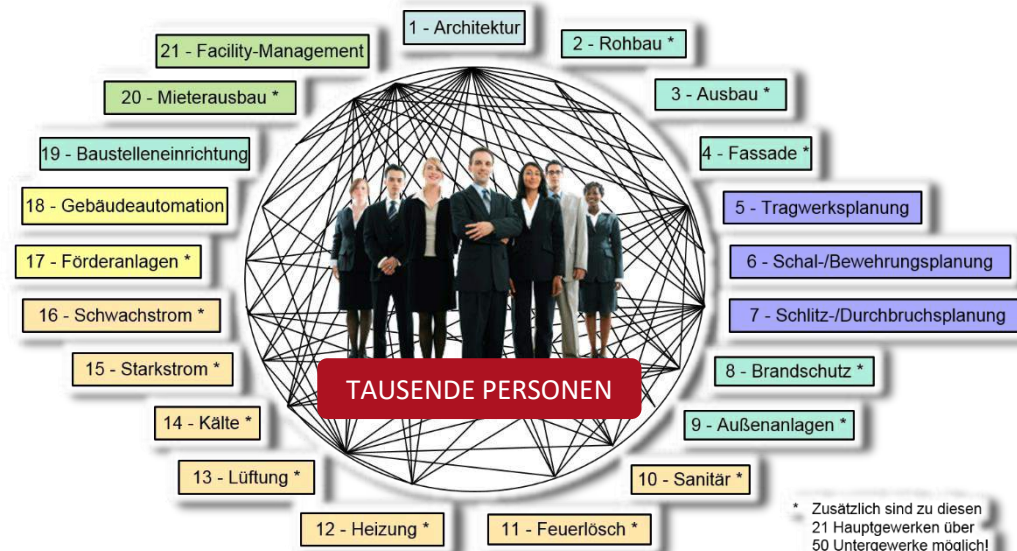 1 - Architektur
2 - Rohbau *
3 - Ausbau *
4 - Fassade *
5 - Tragwerksplanung
6 - Schal-/Bewehrungsplanung
7 - Schlitz-/Durchbruchsplanung
8 - Brandschutz *
9 - Außenanlagen *
10 - Sanitär *
11 - Feuerlösch *
12 - Heizung *
13 - Lüftung *
14 - Kälte *
15 - Starkstrom *
16 - Schwachstrom *
17 - Förderanlagen *
18 - Gebäudeautomation
19 - Baustelleneinrichtung
20 - Mieterausbau *
21 - Facility-Management
TAUSENDE PERSONEN
* Zusätzlich sind zu diesen
21 Hauptgewerken über
50 Untergewerke möglich!